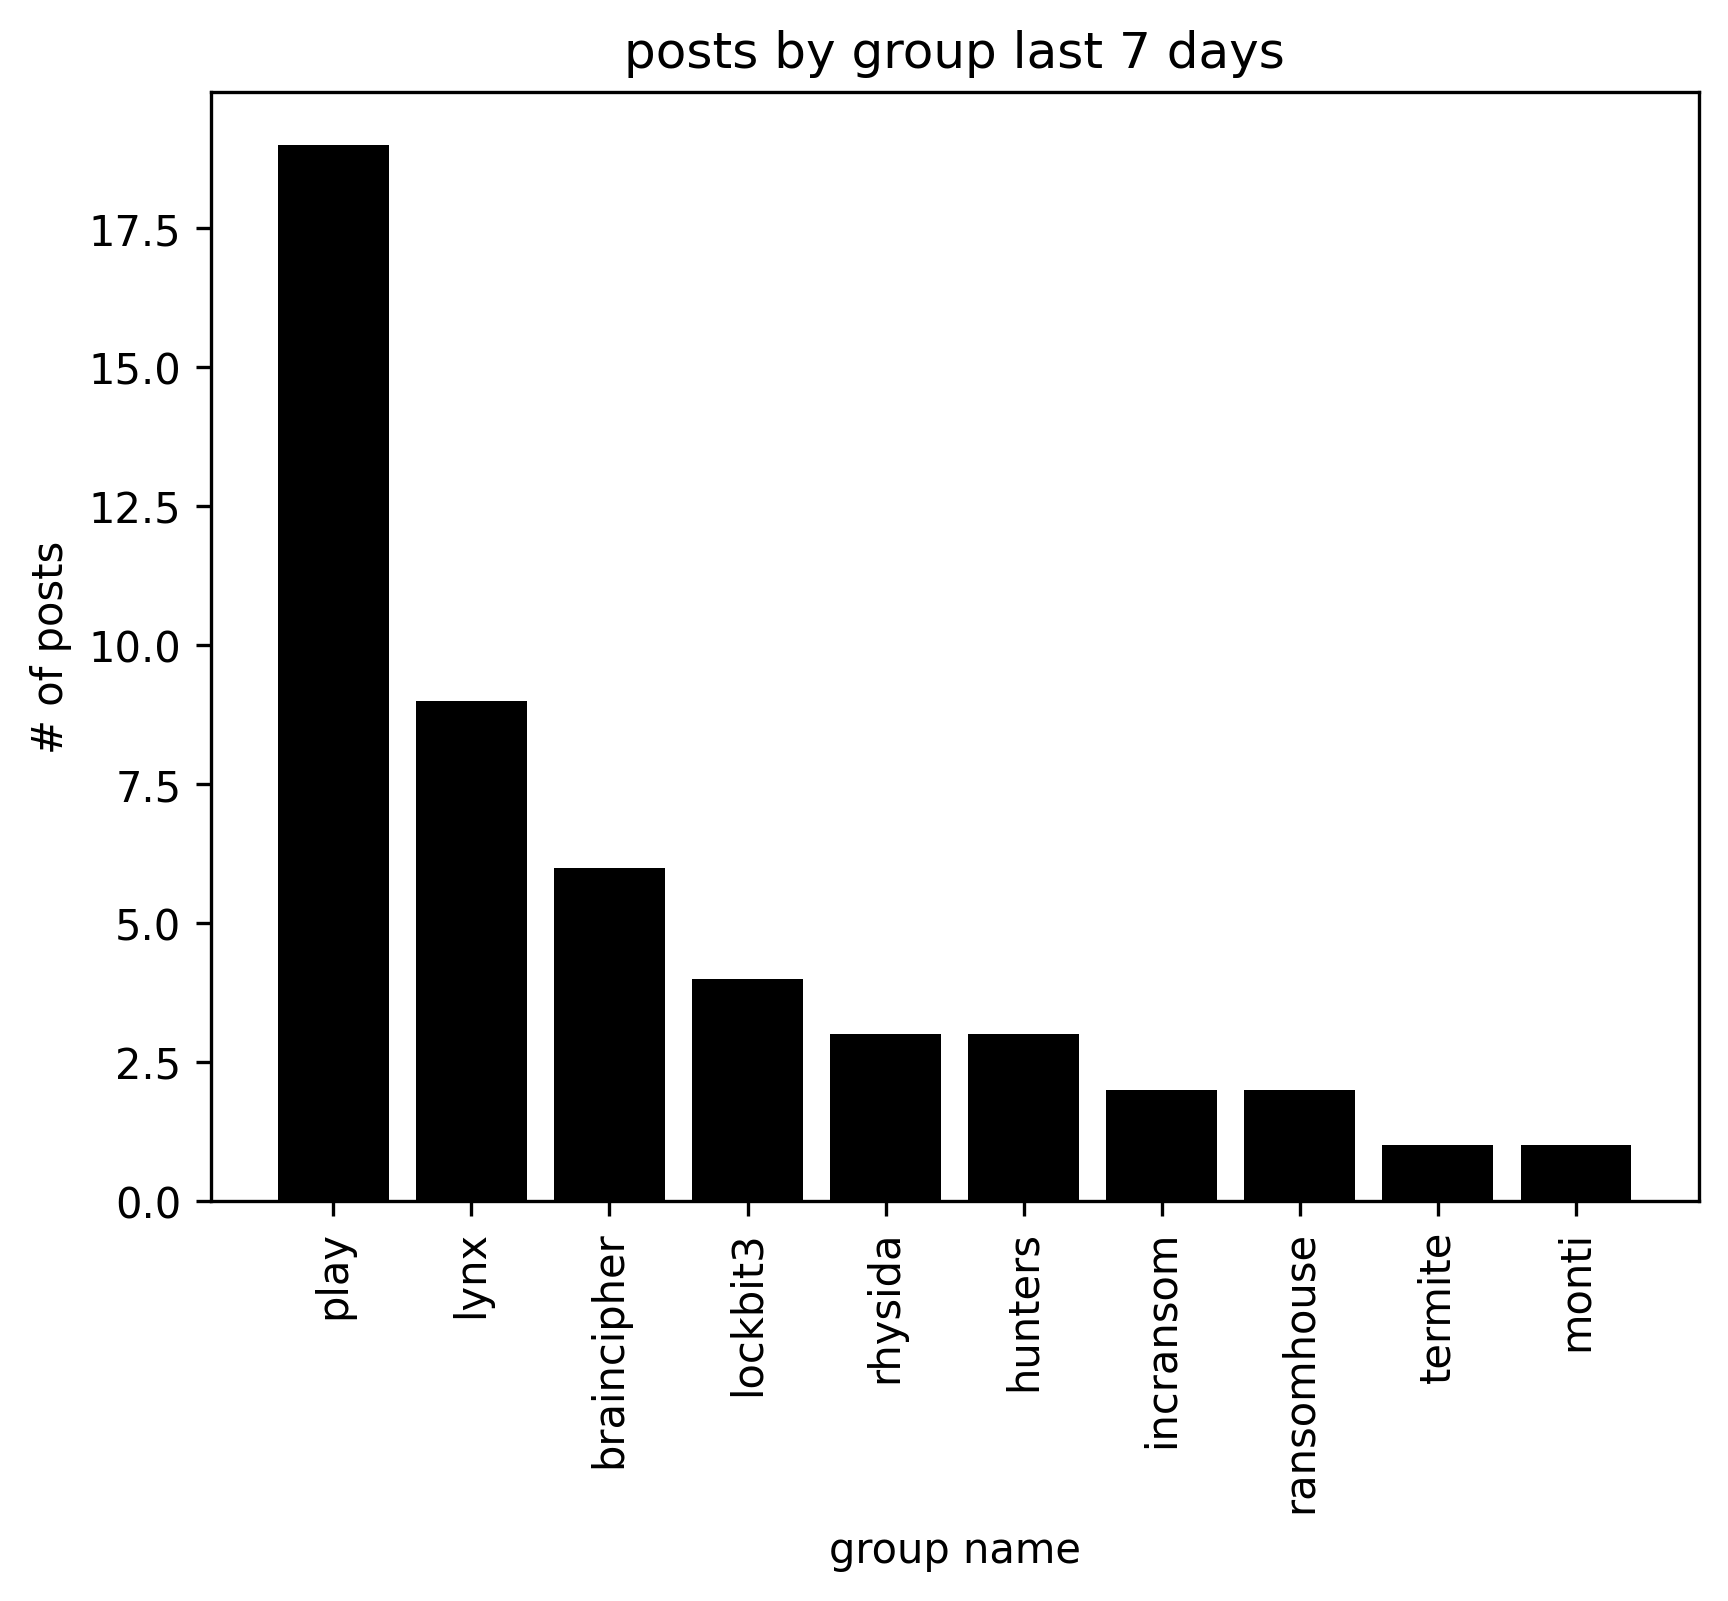 posts by group last 7 days
# of posts
17.5
15.0
12.5
10.0
7.5
5.0
2.5
0.0
play
lynx
braincipher
lockbit3
rhysida
hunters
incransom
ransomhouse
termite
monti
group name